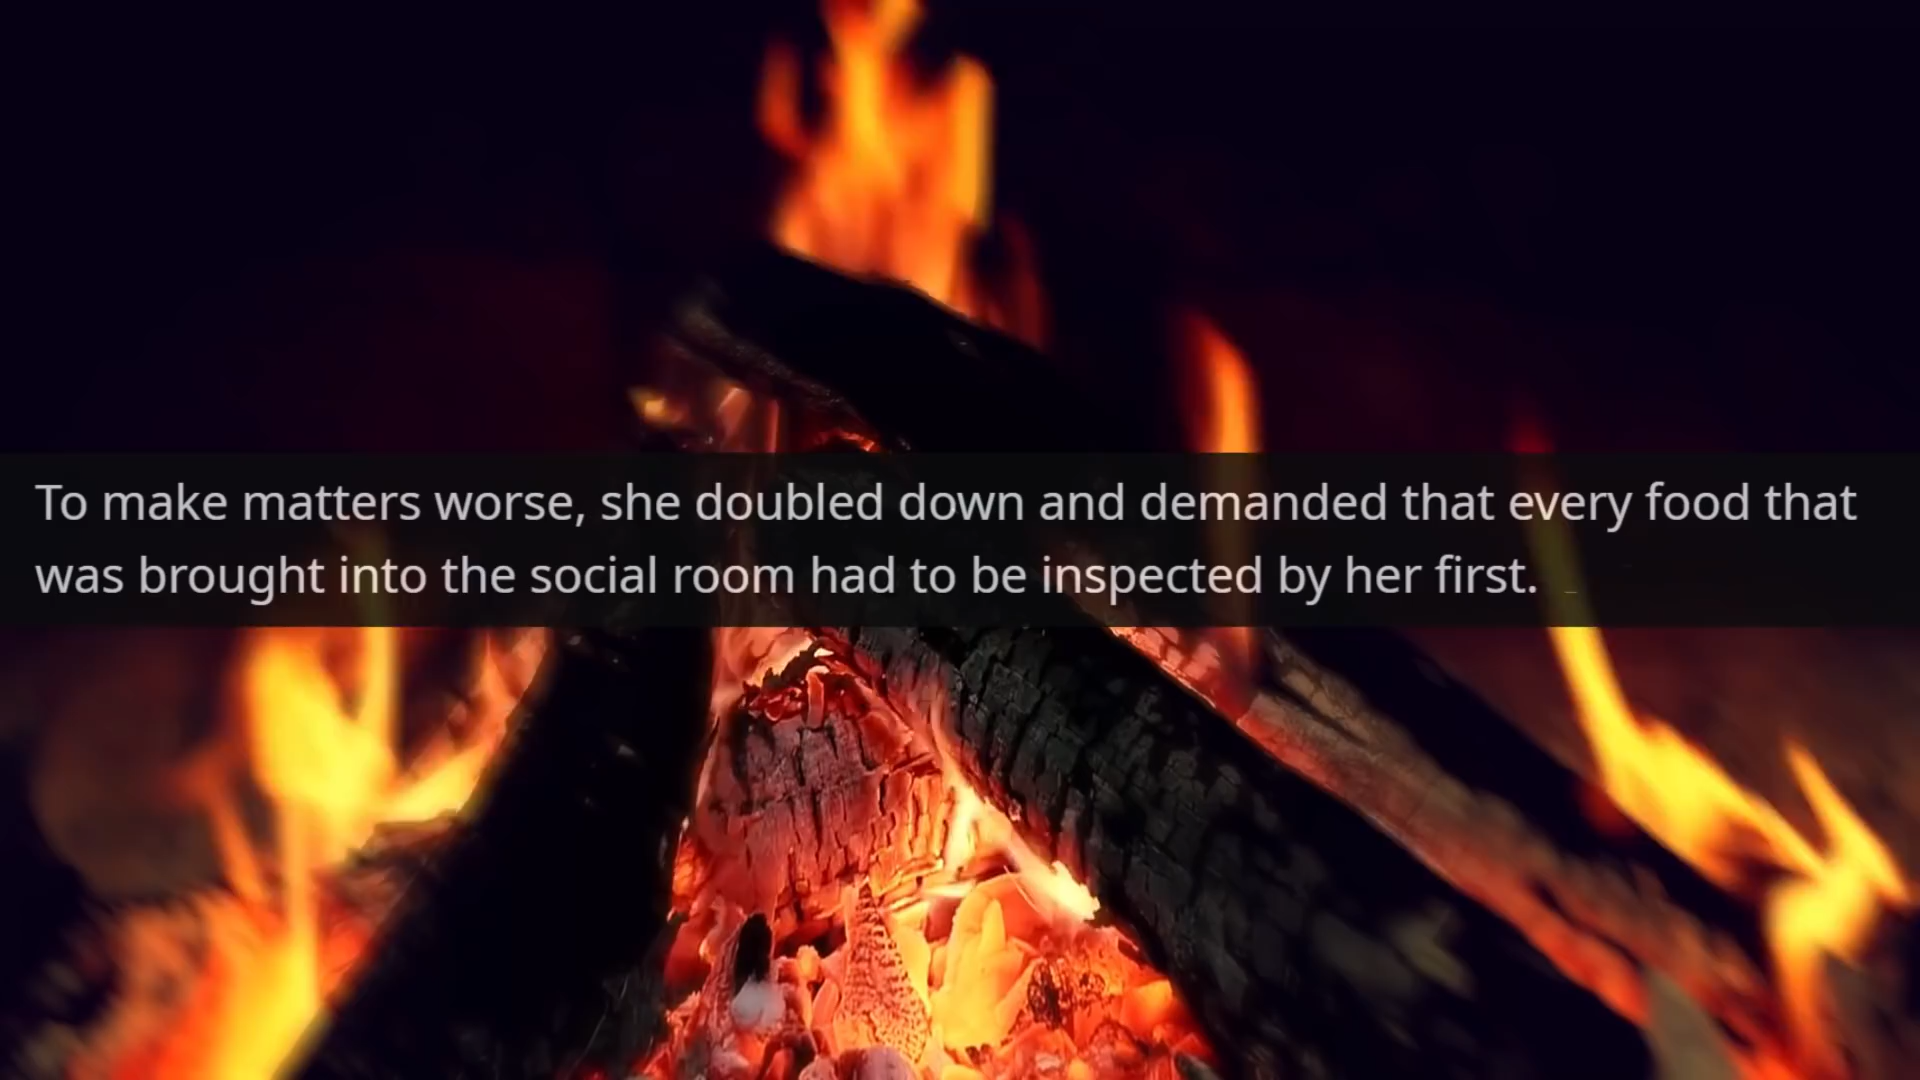 To make matters worse, she doubled down and demanded that every food that
was brought into the social room had to be inspected by her first.